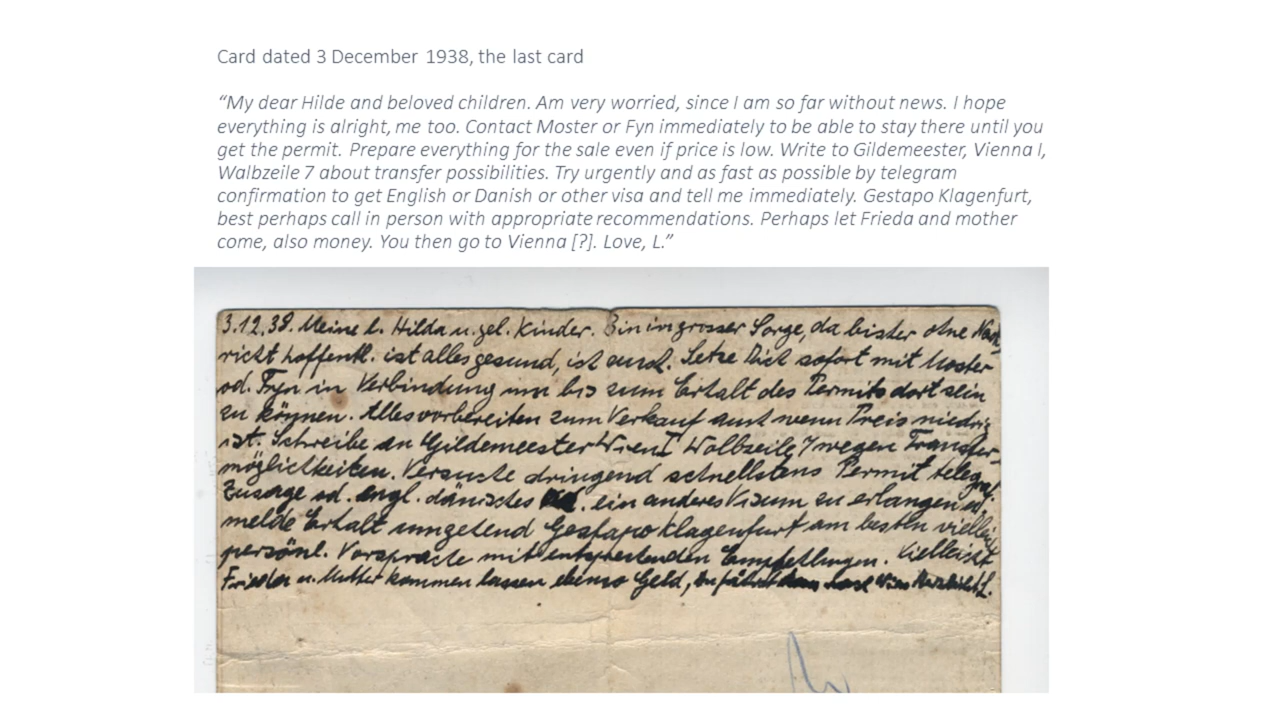 Card dated 3 December 1938, the last card
“My dear Hilde and beloved children. Am very worried, since I am so far without news. I hope
everything is alright, me too. Contact Moster or Fyn immediately to be able to stay there until you
get the permit. Prepare everything for the sale even if price is low. Write to Gildemeester, Vienna I,
Walbzeile 7 about transfer possibilities. Try urgently and as fast as possible by telegram
confirmation to get English or Danish or other visa and tell me immediately. Gestapo Klagenfurt,
best perhaps call in person with appropriate recommendations. Perhaps let Frieda and mother
come, also money. You then go to Vienna [?]. Love, L.”
3.12.38. Meine l. Hilda u. gel. Kinder. Bin in grosser Sorge, da bisher ohne Nach-
richt hoffentl. ist alles gesund, ich auch. Setze Dich sofort mit Moster
od. Fyn in Verbindung um bis zum Erhalt des Permits dort sein
zu können. Alles vorbereiten zum Verkauf auch wenn Preis niedrig
ist. Schreibe an Gildemeester Wien I Wollzeile 7 wegen Transfer-
möglichkeiten. Versuche dringend schnellstens Permit telegraf.
Zusage od. engl. dänisches ein anderes Visum zu erlangen
melde Erhalt umgehend Gestapo Klagenfurt am besten
persönl. Vorsprache mit entsprechenden Empfehlungen. Vielleicht
Frieda u. Mutter kommen lassen ebenso Geld, L.